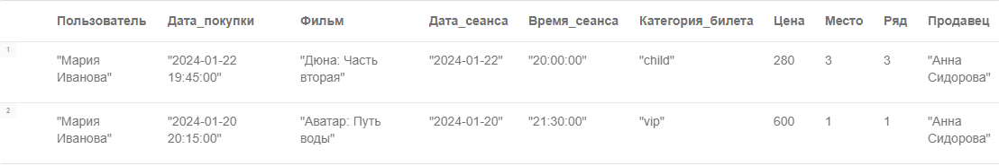 Пользователь Дата_покупки Фильм Дата_сеанса Время_сеанса Категория_билета Цена Место Ряд Продавец
1
"Мария "2024-01-22 "Дюна: Часть "2024-01-22" "20:00:00" "child" 280 3 3 "Анна
Иванова" 19:45:00" вторая" Сидорова"
2
"Мария "2024-01-20 "Аватар: Путь "2024-01-20" "21:30:00" "vip" 600 1 1 "Анна
Иванова" 20:15:00" воды" Сидорова"